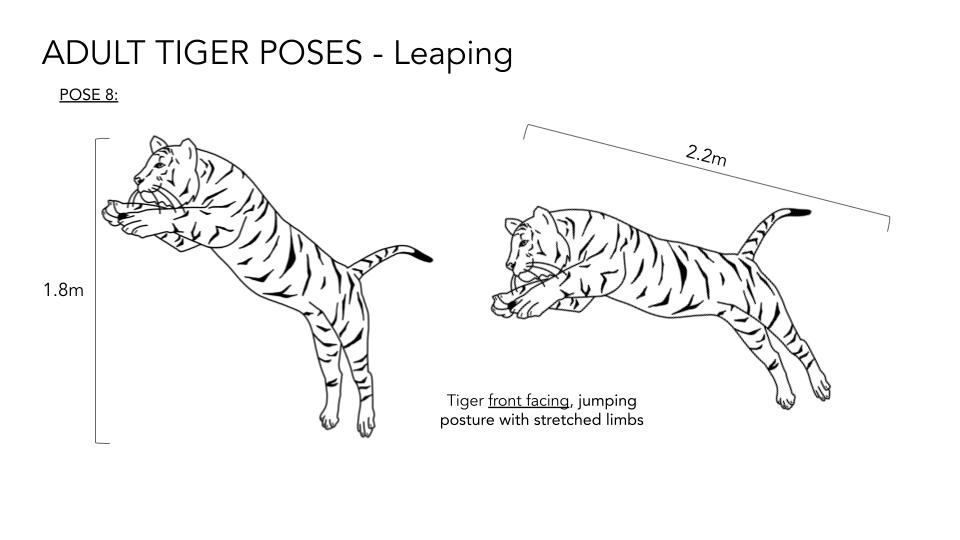 ADULT TIGER POSES - Leaping
POSE 8:
2.2m
1.8m
Tiger front facing, jumping
posture with stretched limbs